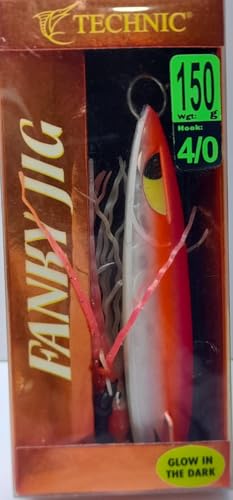 TECHNIC®
150
Wgt: g
Hook:
4/0
FANKY JIG
GLOW IN
THE DARK